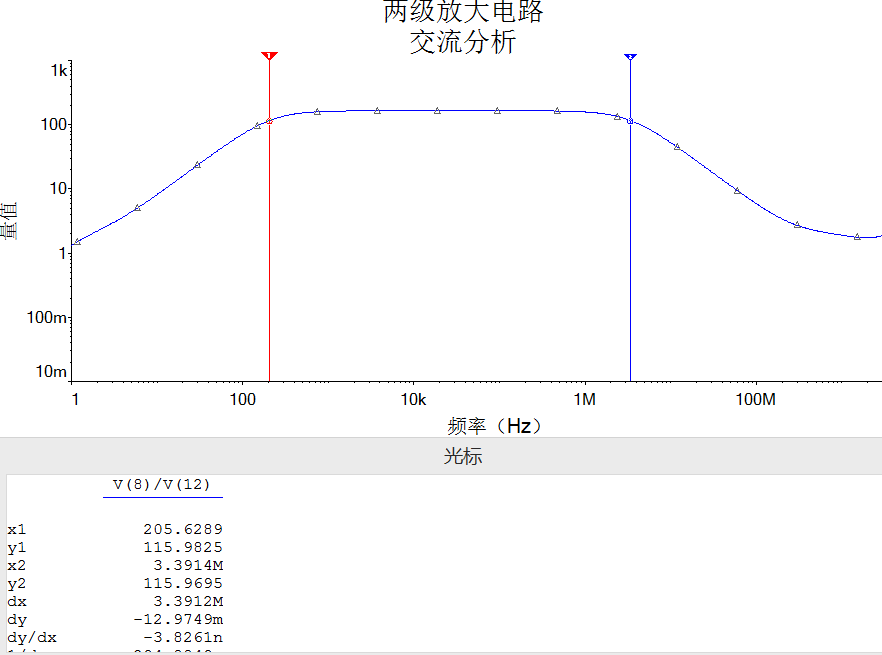 两级放大电路
交流分析
1k
100
10
1
100m
10m
量值
1
100
10k
1M
100M
频率（Hz）
光标
V(8)/V(12)
x1 205.6289
y1 115.9825
x2 3.3914M
y2 115.9695
dx 3.3912M
dy -12.9749m
dy/dx -3.8261n